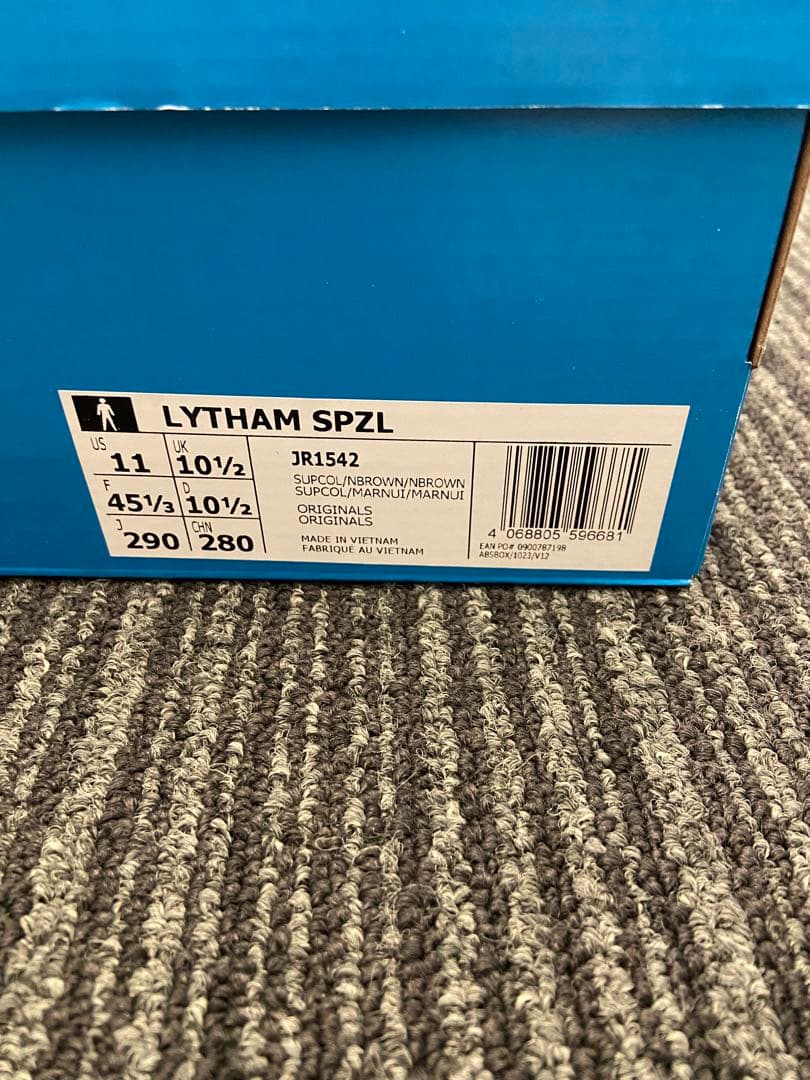 LYTHAM SPZL
US 11 UK 10½
F 45⅓ D 10½
J 290 CHN 280
JR1542
SUPCOL/NBROWN/NBROWN
SUPCOL/MARNUI/MARNUI
ORIGINALS
ORIGINALS
MADE IN VIETNAM
FABRIQUÉ AU VIETNAM
4 068805 596681
EAN PO# 0900787198
ABSBOX/1023/V12